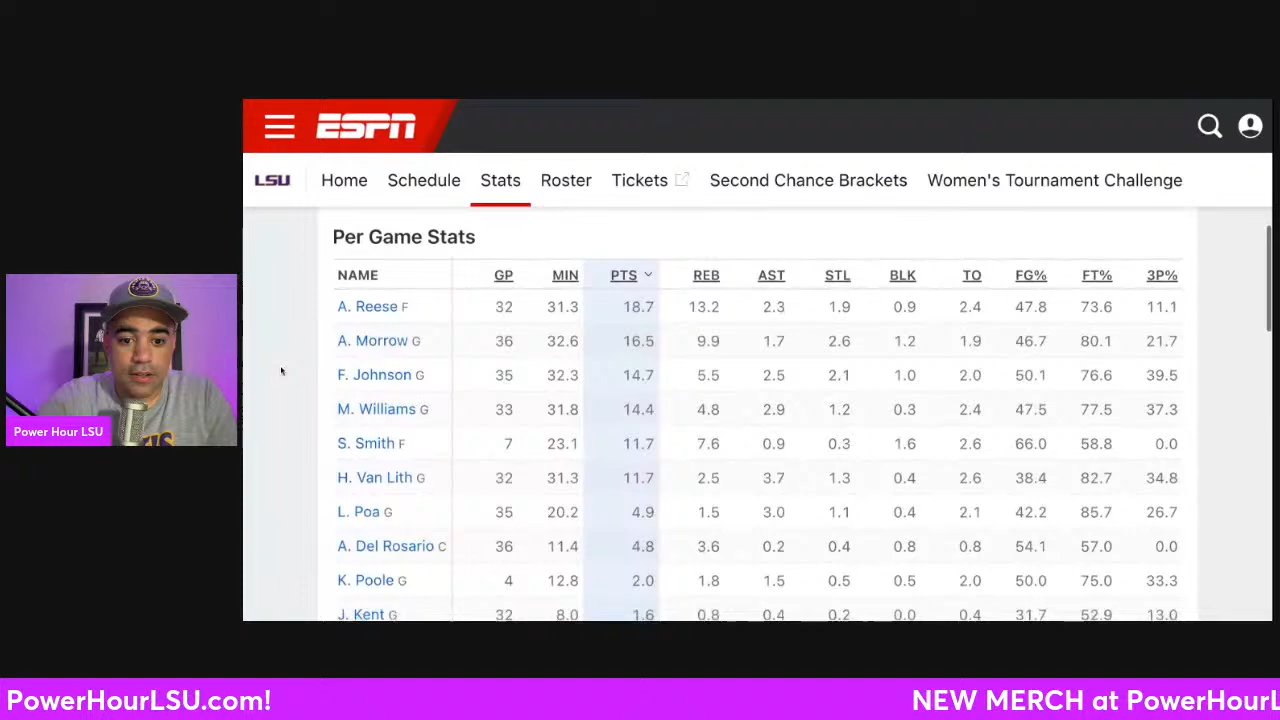 ESPN
LSU Home Schedule Stats Roster Tickets Second Chance Brackets Women's Tournament Challenge
Per Game Stats
NAME GP MIN PTS REB AST STL BLK TO FG% FT% 3P%
A. Reese F 32 31.3 18.7 13.2 2.3 1.9 0.9 2.4 47.8 73.6 11.1
A. Morrow G 36 32.6 16.5 9.9 1.7 2.6 1.2 1.9 46.7 80.1 21.7
F. Johnson G 35 32.3 14.7 5.5 2.5 2.1 1.0 2.0 50.1 76.6 39.5
M. Williams G 33 31.8 14.4 4.8 2.9 1.2 0.3 2.4 47.5 77.5 37.3
S. Smith F 7 23.1 11.7 7.6 0.9 0.3 1.6 2.6 66.0 58.8 0.0
H. Van Lith G 32 31.3 11.7 2.5 3.7 1.3 0.4 2.6 38.4 82.7 34.8
L. Poa G 35 20.2 4.9 1.5 3.0 1.1 0.4 2.1 42.2 85.7 26.7
A. Del Rosario C 36 11.4 4.8 3.6 0.2 0.4 0.8 0.8 54.1 57.0 0.0
K. Poole G 4 12.8 2.0 1.8 1.5 0.5 0.5 2.0 50.0 75.0 33.3
J. Kent G 32 8.0 1.6 0.8 0.4 0.2 0.0 0.4 31.7 52.9 13.0
Power Hour LSU
PowerHourLSU.com! NEW MERCH at PowerHourL